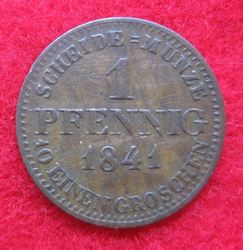 SCHEIDE=MÜNZE
1
PFENNIG
1841
10 EINEN GROSCHEN